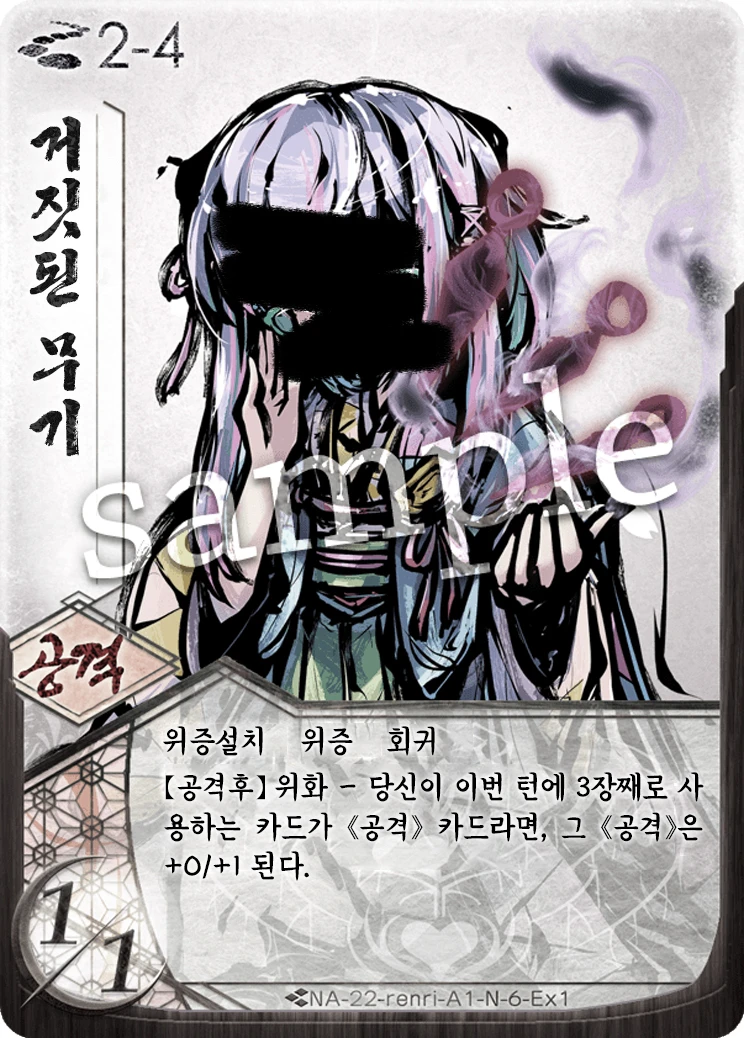 2-4
거짓된 무기
sample
공격
위증설치 위증 회귀
【공격후】위화 - 당신이 이번 턴에 3장째로 사
용하는 카드가 《공격》 카드라면, 그 《공격》은
+0/+1 된다.
1/1
NA-22-renri-A1-N-6-Ex1